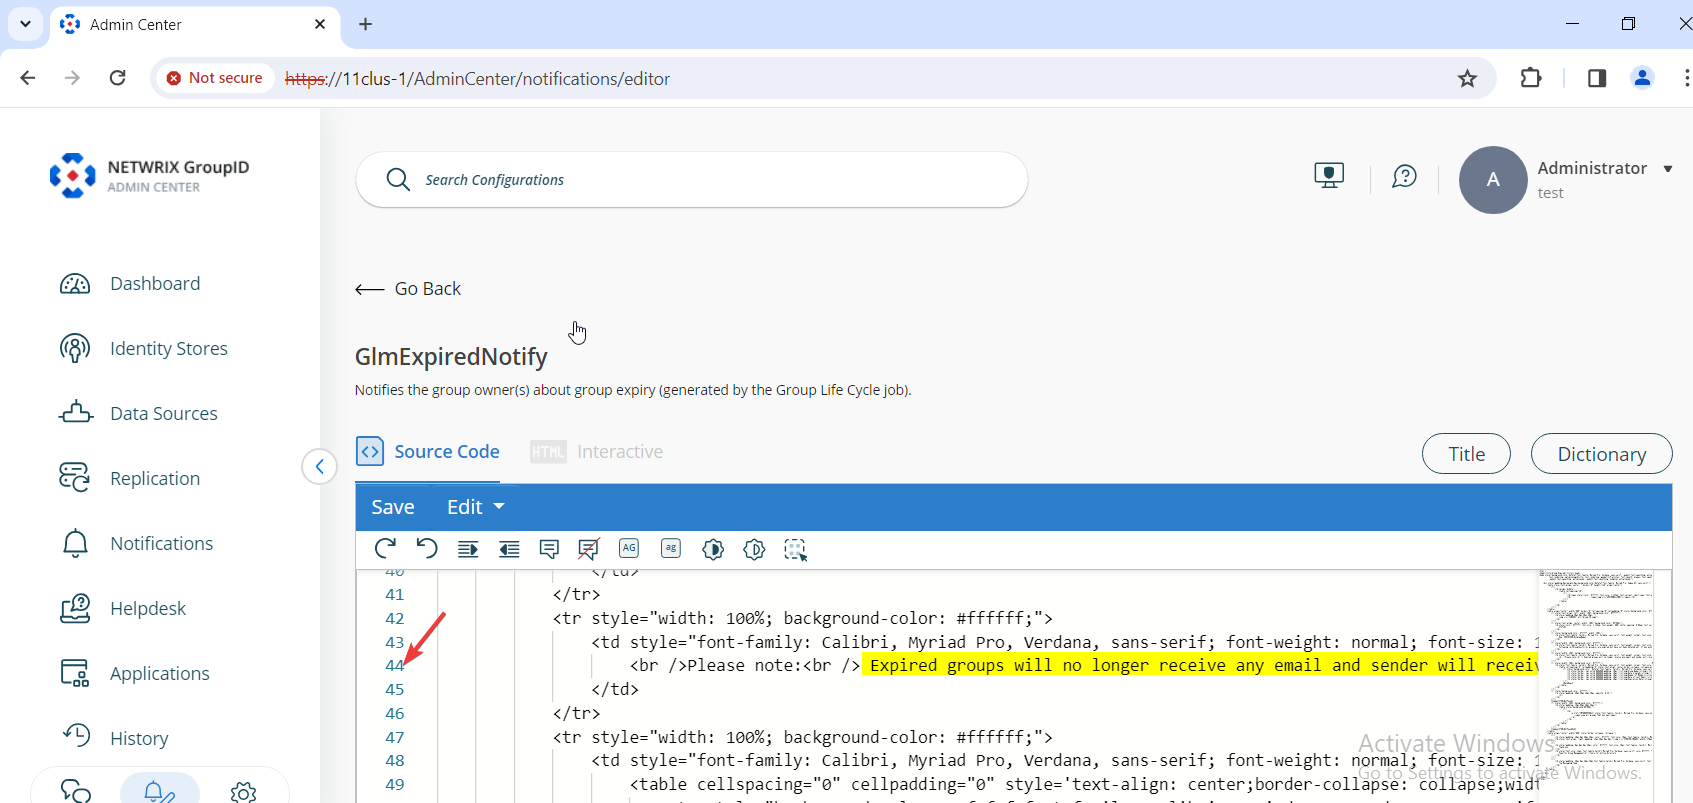 Admin Center
Not secure
https://11clus-1/AdminCenter/notifications/editor
NETWRIX GroupID
ADMIN CENTER
Search Configurations
A
Administrator
test
Dashboard
Identity Stores
Data Sources
Replication
Notifications
Helpdesk
Applications
History
Go Back
GlmExpiredNotify
Notifies the group owner(s) about group expiry (generated by the Group Life Cycle job).
<> Source Code
HTML Interactive
Title
Dictionary
Save Edit
AG ag
40 </td>
41 </tr>
42 <tr style="width: 100%; background-color: #ffffff;">
43 <td style="font-family: Calibri, Myriad Pro, Verdana, sans-serif; font-weight: normal; font-size: 1
44 <br />Please note:<br /> Expired groups will no longer receive any email and sender will receiv
45 </td>
46 </tr>
47 <tr style="width: 100%; background-color: #ffffff;">
48 <td style="font-family: Calibri, Myriad Pro, Verdana, sans-serif; font-weight: normal; font-size: 1
49 <table cellspacing="0" cellpadding="0" style='text-align: center;border-collapse: collapse;widt
Activate Windows
Go to Settings to activate Windows.